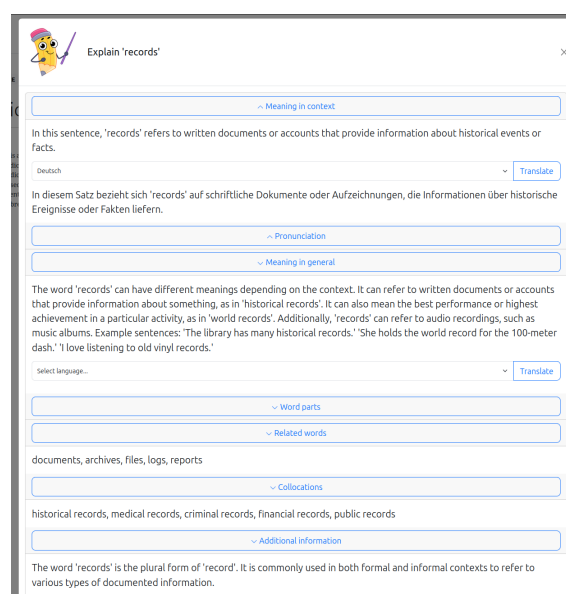 Explain 'records'
Meaning in context
In this sentence, 'records' refers to written documents or accounts that provide information about historical events or
facts.
Deutsch
Translate
In diesem Satz bezieht sich 'records' auf schriftliche Dokumente oder Aufzeichnungen, die Informationen über historische
Ereignisse oder Fakten liefern.
Pronunciation
Meaning in general
The word 'records' can have different meanings depending on the context. It can refer to written documents or accounts
that provide information about something, as in 'historical records'. It can also mean the best performance or highest
achievement in a particular activity, as in 'world records'. Additionally, 'records' can refer to audio recordings, such as
music albums. Example sentences: 'The library has many historical records.' 'She holds the world record for the 100-meter
dash.' 'I love listening to old vinyl records.'
Select language...
Translate
Word parts
Related words
documents, archives, files, logs, reports
Collocations
historical records, medical records, criminal records, financial records, public records
Additional information
The word 'records' is the plural form of 'record'. It is commonly used in both formal and informal contexts to refer to
various types of documented information.